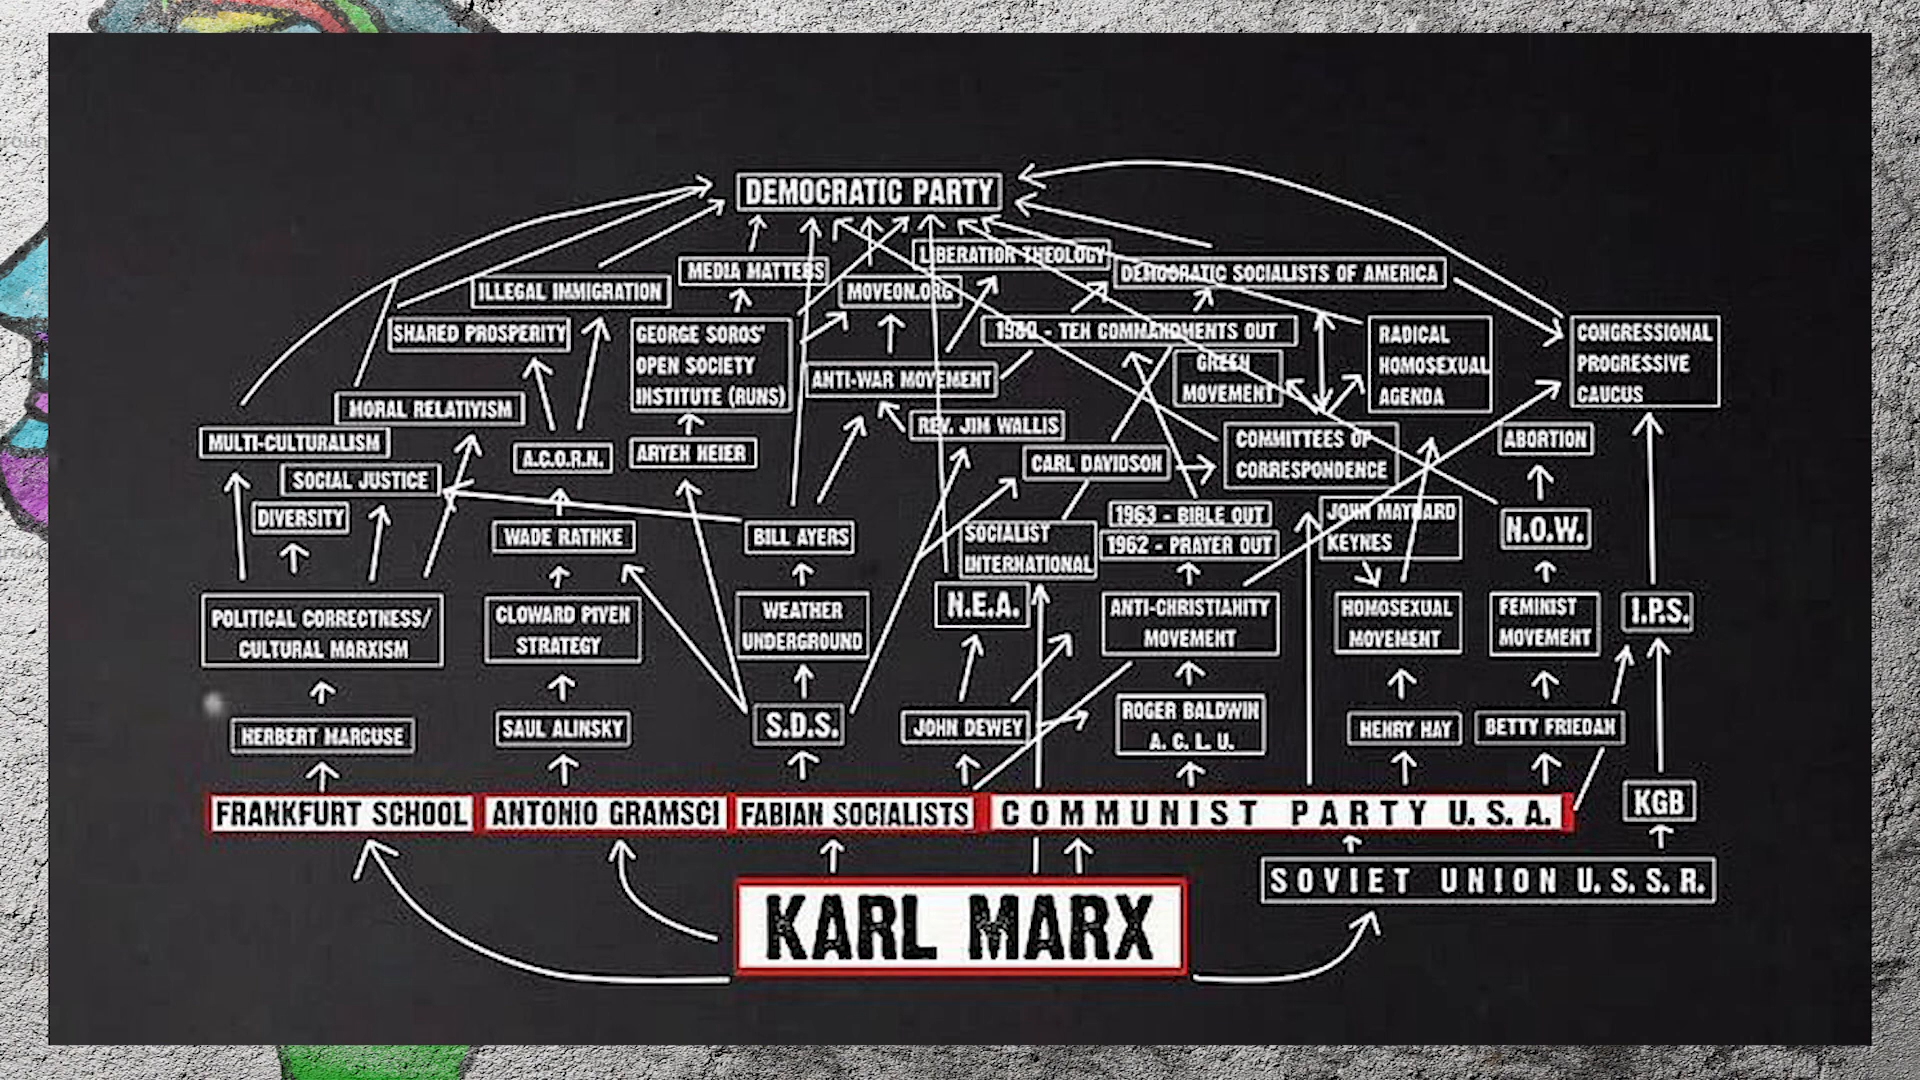 roun
DEMOCRATIC PARTY
LIBERATION THEOLOGY
MEDIA MATTERS
DEMOCRATIC SOCIALISTS OF AMERICA
ILLEGAL IMMIGRATION
MOVEON.ORG
SHARED PROSPERITY
GEORGE SOROS'
OPEN SOCIETY
INSTITUTE (RUNS)
1980 - TEN COMMANDMENTS OUT
RADICAL
HOMOSEXUAL
AGENDA
CONGRESSIONAL
PROGRESSIVE
CAUCUS
GREEN
MOVEMENT
ANTI-WAR MOVEMENT
MORAL RELATIVISM
REV. JIM WALLIS
MULTI-CULTURALISM
A.C.O.R.N.
ARYEH NEIER
COMMITTEES OF
CORRESPONDENCE
ABORTION
CARL DAVIDSON
SOCIAL JUSTICE
DIVERSITY
WADE RATHKE
BILL AYERS
SOCIALIST
INTERNATIONAL
1963 - BIBLE OUT
1962 - PRAYER OUT
JOHN MAYNARD
KEYNES
N.O.W.
POLITICAL CORRECTNESS/
CULTURAL MARXISM
CLOWARD PIVEN
STRATEGY
WEATHER
UNDERGROUND
N.E.A.
ANTI-CHRISTIANITY
MOVEMENT
HOMOSEXUAL
MOVEMENT
FEMINIST
MOVEMENT
I.P.S.
HERBERT MARCUSE
SAUL ALINSKY
S.D.S.
JOHN DEWEY
ROGER BALDWIN
A. C. L. U.
HENRY HAY
BETTY FRIEDAN
FRANKFURT SCHOOL
ANTONIO GRAMSCI
FABIAN SOCIALISTS
COMMUNIST PARTY U.S.A.
KGB
SOVIET UNION U.S.S.R.
KARL MARX